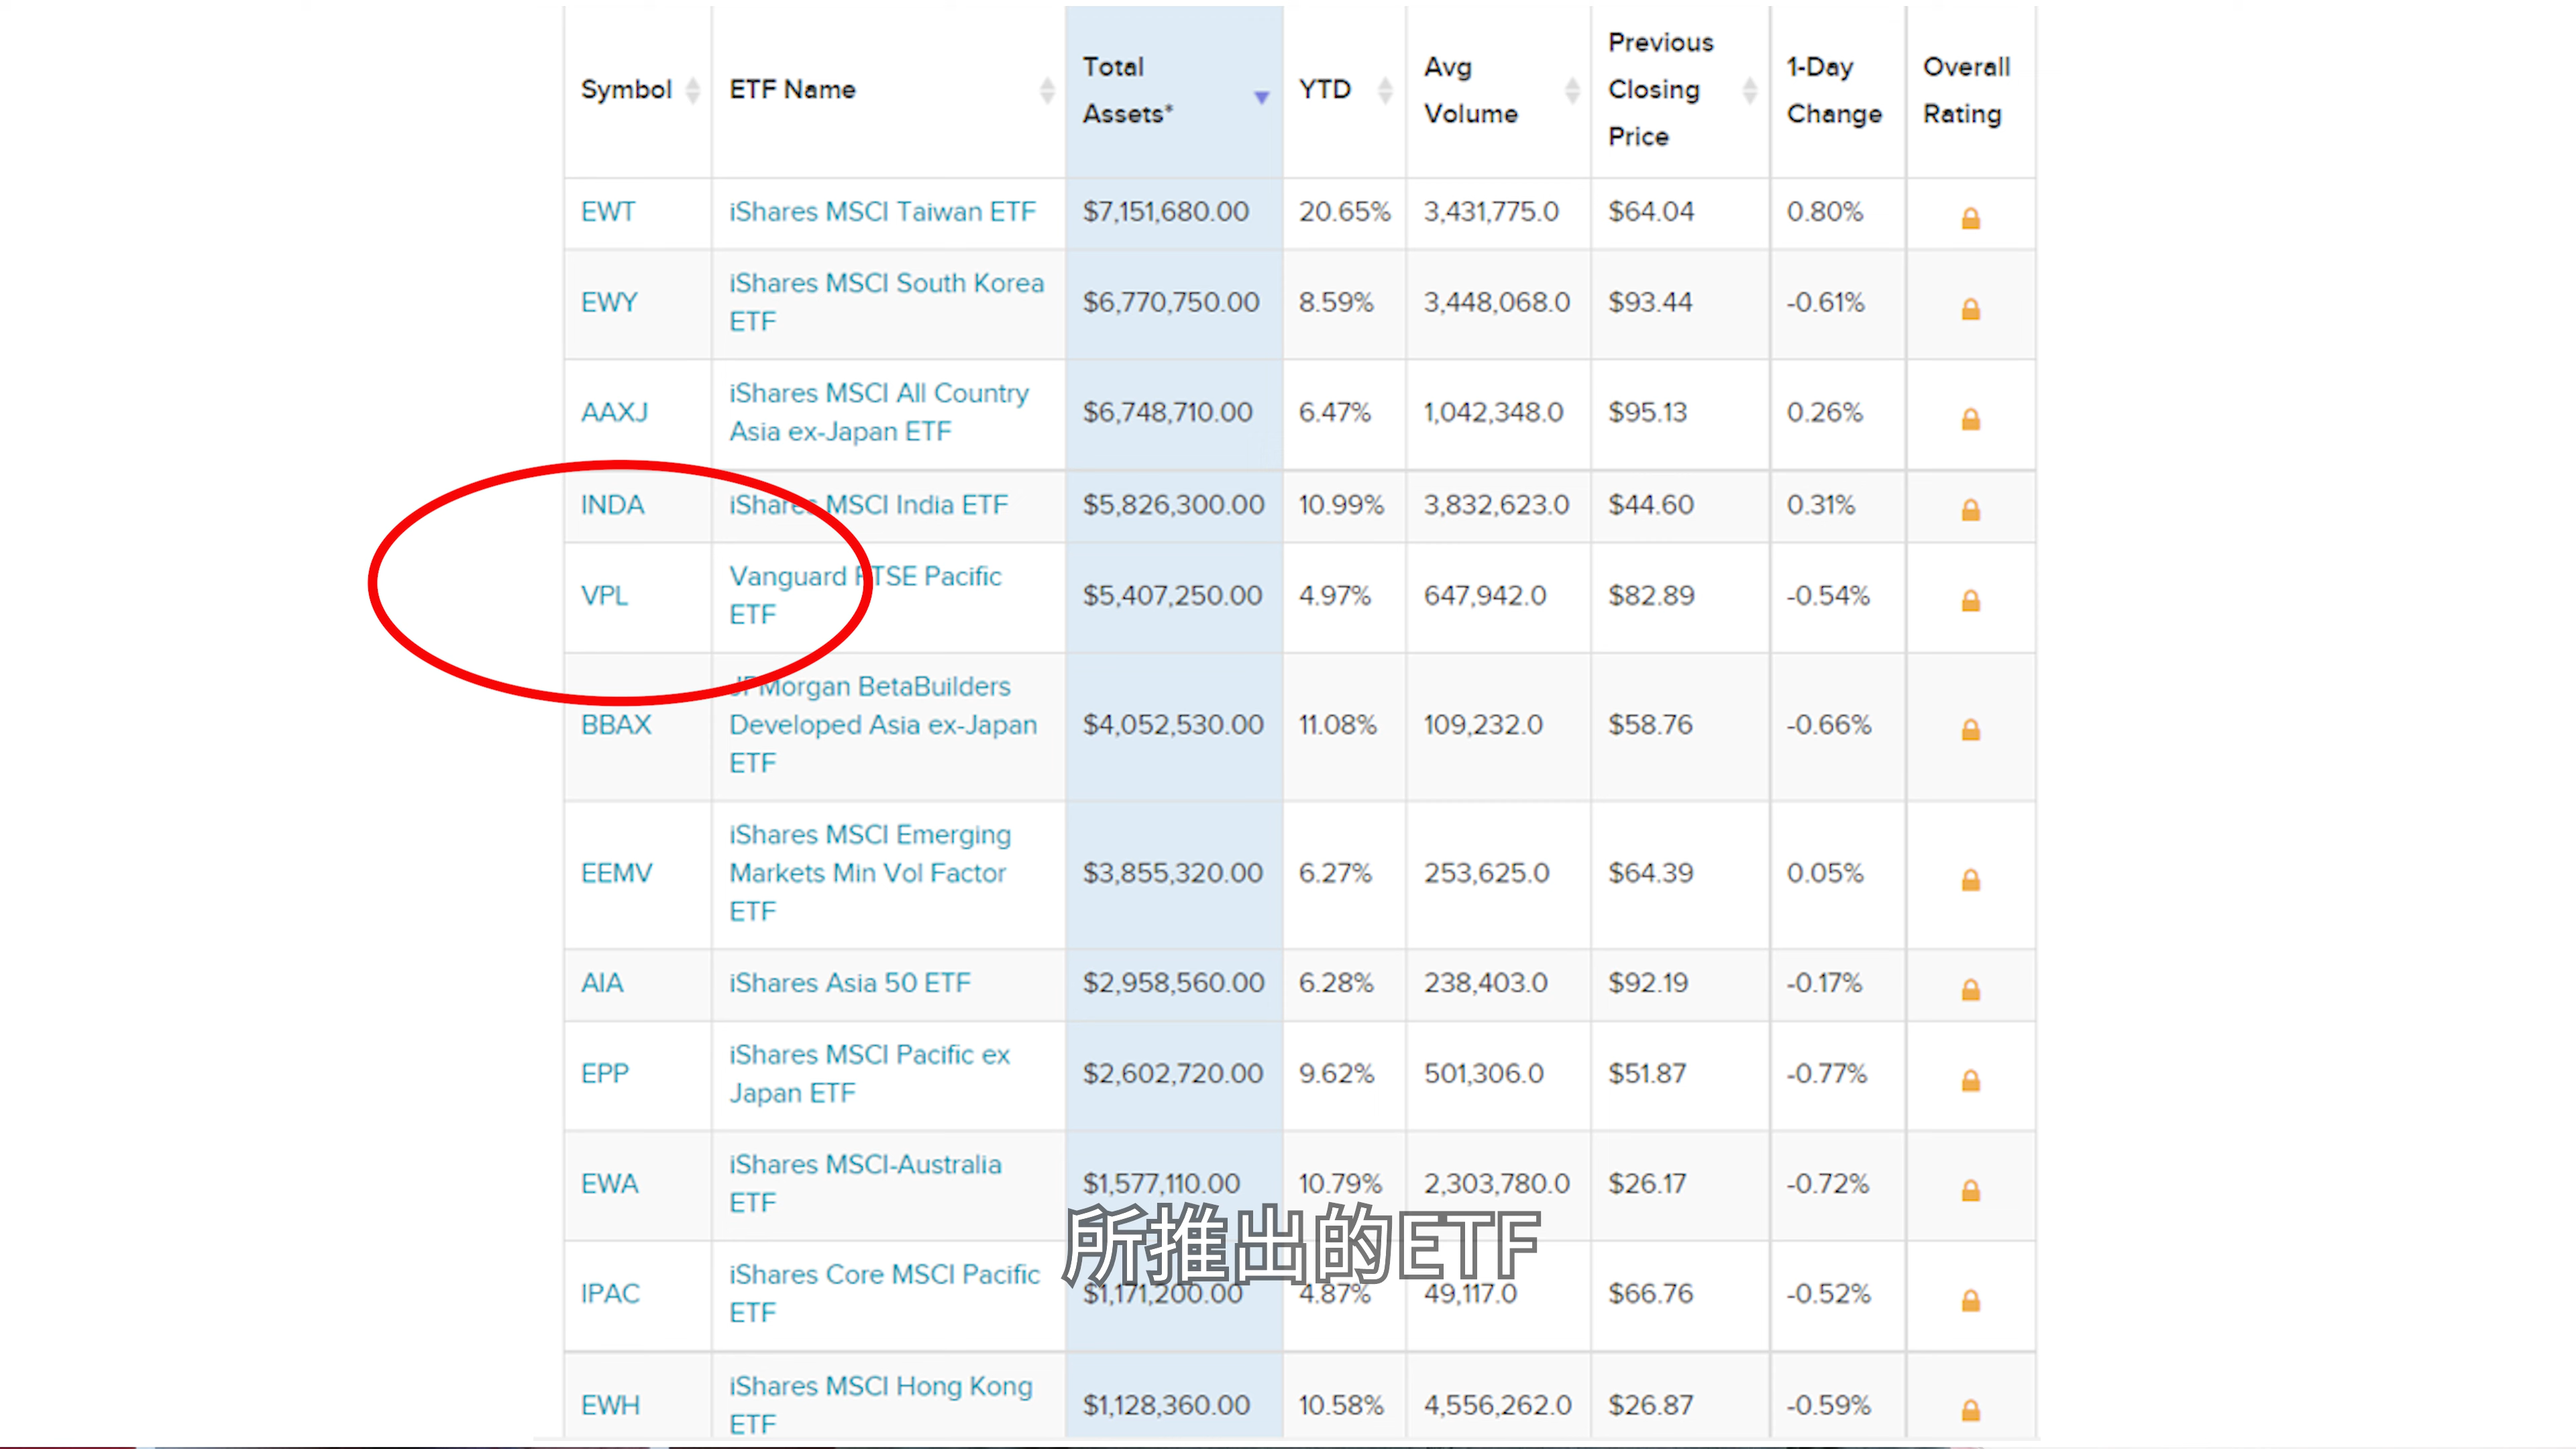 Symbol ETF Name Total Assets* YTD Avg Volume Previous Closing Price 1-Day Change Overall Rating
EWT iShares MSCI Taiwan ETF $7,151,680.00 20.65% 3,431,775.0 $64.04 0.80%
EWY iShares MSCI South Korea ETF $6,770,750.00 8.59% 3,448,068.0 $93.44 -0.61%
AAXJ iShares MSCI All Country Asia ex-Japan ETF $6,748,710.00 6.47% 1,042,348.0 $95.13 0.26%
INDA iShares MSCI India ETF $5,826,300.00 10.99% 3,832,623.0 $44.60 0.31%
VPL Vanguard FTSE Pacific ETF $5,407,250.00 4.97% 647,942.0 $82.89 -0.54%
BBAX JPMorgan BetaBuilders Developed Asia ex-Japan ETF $4,052,530.00 11.08% 109,232.0 $58.76 -0.66%
EEMV iShares MSCI Emerging Markets Min Vol Factor ETF $3,855,320.00 6.27% 253,625.0 $64.39 0.05%
AIA iShares Asia 50 ETF $2,958,560.00 6.28% 238,403.0 $92.19 -0.17%
EPP iShares MSCI Pacific ex Japan ETF $2,602,720.00 9.62% 501,306.0 $51.87 -0.77%
EWA iShares MSCI-Australia ETF $1,577,110.00 10.79% 2,303,780.0 $26.17 -0.72%
所推出的ETF
IPAC iShares Core MSCI Pacific ETF $1,171,200.00 4.87% 49,117.0 $66.76 -0.52%
EWH iShares MSCI Hong Kong ETF $1,128,360.00 10.58% 4,556,262.0 $26.87 -0.59%